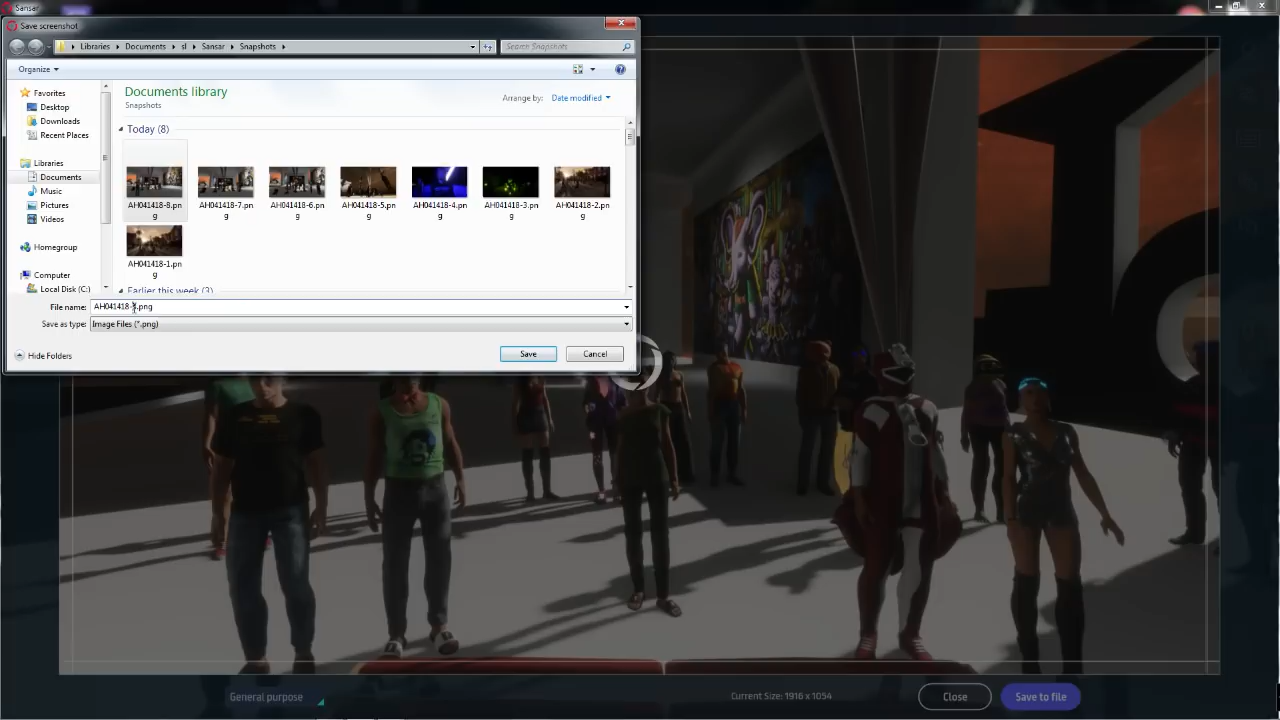 Sansar
Save screenshot
Libraries
Documents
sl
Sansar
Snapshots
Search Snapshots
Organize
Favorites
Desktop
Downloads
Recent Places
Libraries
Documents
Music
Pictures
Videos
Homegroup
Computer
Local Disk (C:)
Documents library
Snapshots
Arrange by: Date modified
Today (8)
AH041418-8.png
AH041418-7.png
AH041418-6.png
AH041418-5.png
AH041418-4.png
AH041418-3.png
AH041418-2.png
AH041418-1.png
Earlier this week (3)
File name:
Save as type: Image Files (*.png)
Hide Folders
Save
Cancel
General purpose
Current Size: 1916 x 1054
Close
Save to file